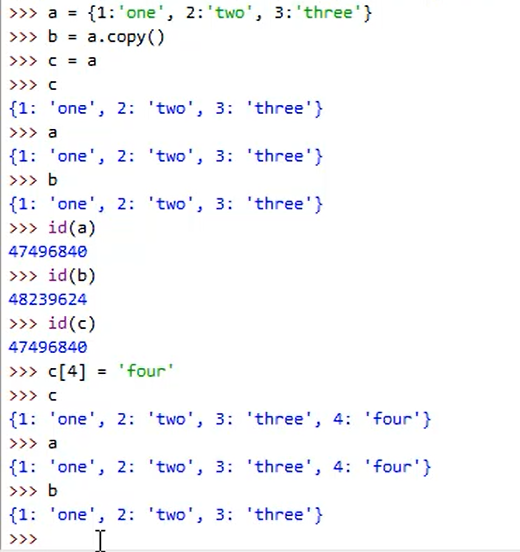 >>> a = {1:'one', 2:'two', 3:'three'}
>>> b = a.copy()
>>> c = a
>>> c
{1: 'one', 2: 'two', 3: 'three'}
>>> a
{1: 'one', 2: 'two', 3: 'three'}
>>> b
{1: 'one', 2: 'two', 3: 'three'}
>>> id(a)
47496840
>>> id(b)
48239624
>>> id(c)
47496840
>>> c[4] = 'four'
>>> c
{1: 'one', 2: 'two', 3: 'three', 4: 'four'}
>>> a
{1: 'one', 2: 'two', 3: 'three', 4: 'four'}
>>> b
{1: 'one', 2: 'two', 3: 'three'}
>>>